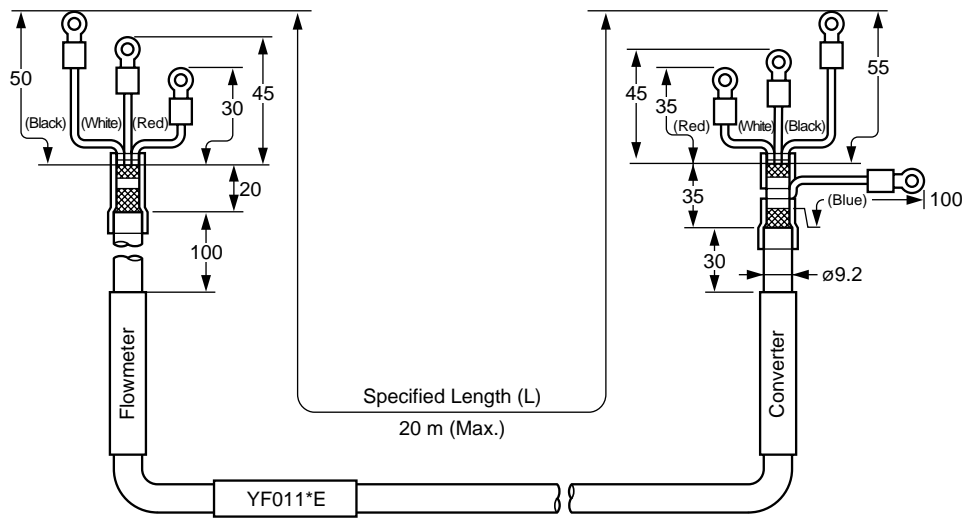 50
45
30
(Black)
(White)
(Red)
20
100
Flowmeter
YF011*E
Specified Length (L)
20 m (Max.)
55
45
35
(Red)
(White)
(Black)
35
(Blue)
100
30
ø9.2
Converter